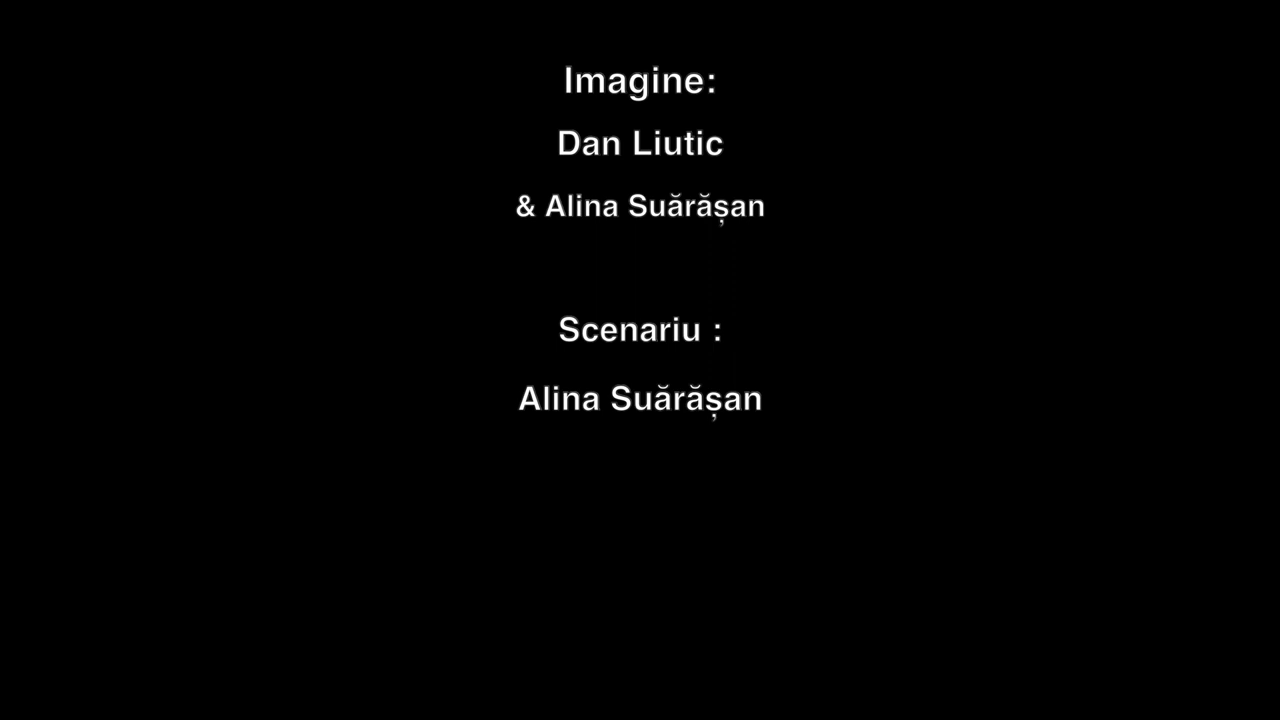 Imagine:
Dan Liutic
& Alina Suărășan
Scenariu :
Alina Suărășan